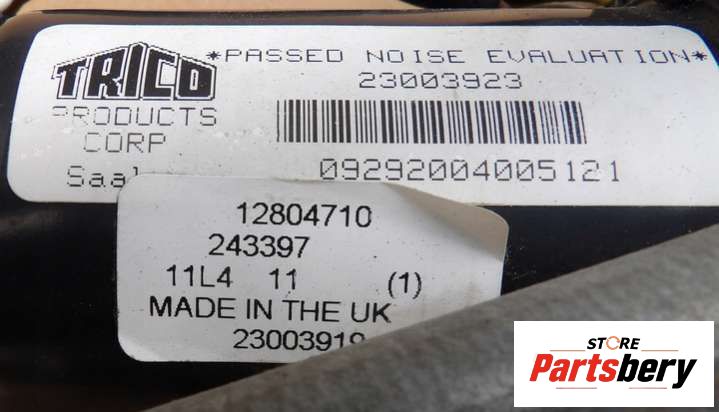 *PASSED NOISE EVALUATION*
TRICO
23003923
PRODUCTS
CORP
09292004005121
12804710
243397
11L4 11 (1)
MADE IN THE UK
STORE
Partsbery